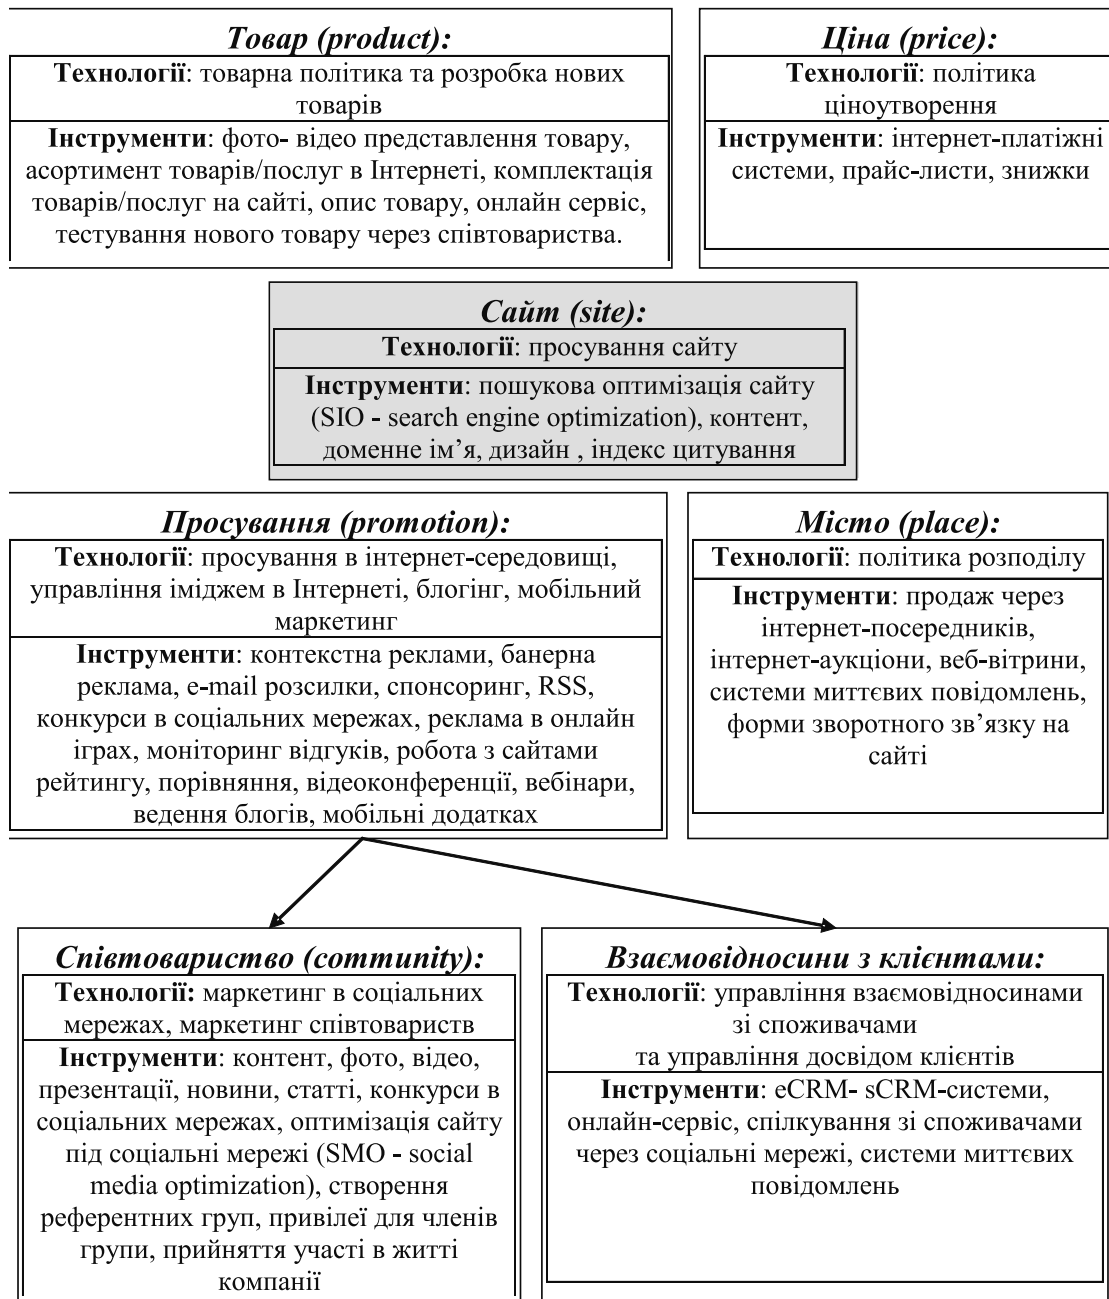 Товар (product):
Технології: товарна політика та розробка нових
товарів
Інструменти: фото- відео представлення товару,
асортимент товарів/послуг в Інтернеті, комплектація
товарів/послуг на сайті, опис товару, онлайн сервіс,
тестування нового товару через співтовариства.
Ціна (price):
Технології: політика
ціноутворення
Інструменти: інтернет-платіжні
системи, прайс-листи, знижки
Сайт (site):
Технології: просування сайту
Інструменти: пошукова оптимізація сайту
(SIO - search engine optimization), контент,
доменне ім’я, дизайн , індекс цитування
Просування (promotion):
Технології: просування в інтернет-середовищі,
управління іміджем в Інтернеті, блогінг, мобільний
маркетинг
Інструменти: контекстна реклами, банерна
реклама, e-mail розсилки, спонсоринг, RSS,
конкурси в соціальних мережах, реклама в онлайн
іграх, моніторинг відгуків, робота з сайтами
рейтингу, порівняння, відеоконференції, вебінари,
ведення блогів, мобільні додатках
Місто (place):
Технології: політика розподілу
Інструменти: продаж через
інтернет-посередників,
інтернет-аукціони, веб-вітрини,
системи миттєвих повідомлень,
форми зворотного зв’язку на
сайті
Співтовариство (community):
Технології: маркетинг в соціальних
мережах, маркетинг співтовариств
Інструменти: контент, фото, відео,
презентації, новини, статті, конкурси в
соціальних мережах, оптимізація сайту
під соціальні мережі (SMO - social
media optimization), створення
референтних груп, привілеї для членів
групи, прийняття участі в житті
компанії
Взаємовідносини з клієнтами:
Технології: управління взаємовідносинами
зі споживачами
та управління досвідом клієнтів
Інструменти: eCRM- sCRM-системи,
онлайн-сервіс, спілкування зі споживачами
через соціальні мережі, системи миттєвих
повідомлень